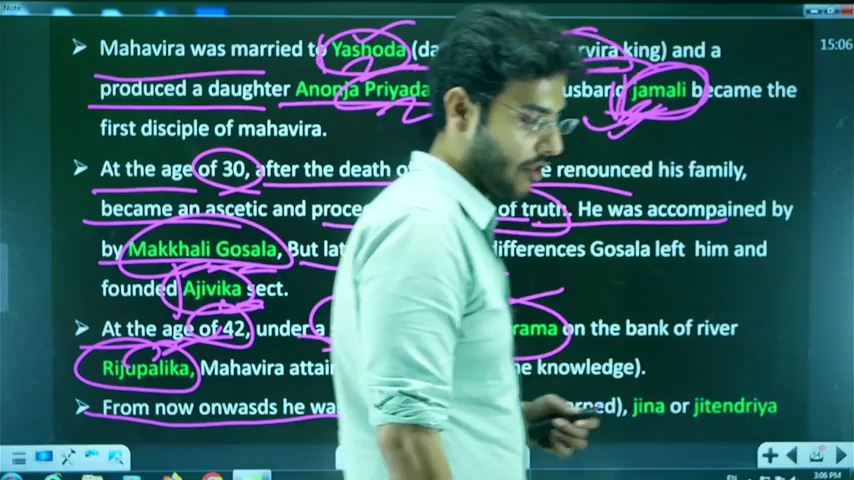 Note
15:06
Mahavira was married to Yashoda (da rvira king) and a
produced a daughter Anonja Priyada usband jamali became the
first disciple of mahavira.
At the age of 30, after the death o e renounced his family,
became an ascetic and proce of truth. He was accompained by
by Makkhali Gosala, But lat differences Gosala left him and
founded Ajivika sect.
At the age of 42, under a rama on the bank of river
Rijupalika, Mahavira attai e knowledge).
From now onwasds he wa rned), jina or jitendriya
EN
3:06 PM